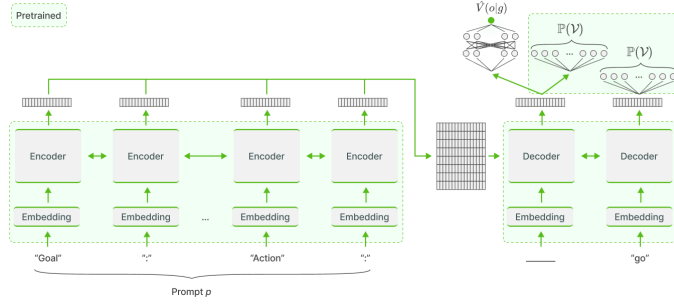 Pretrained
V̂(o|g)
ℙ(𝒱)
ℙ(𝒱)
...
...
Encoder Encoder Encoder Encoder Decoder Decoder
Embedding Embedding ... Embedding Embedding Embedding Embedding
“Goal” “:” “Action” “:” “go”
Prompt p